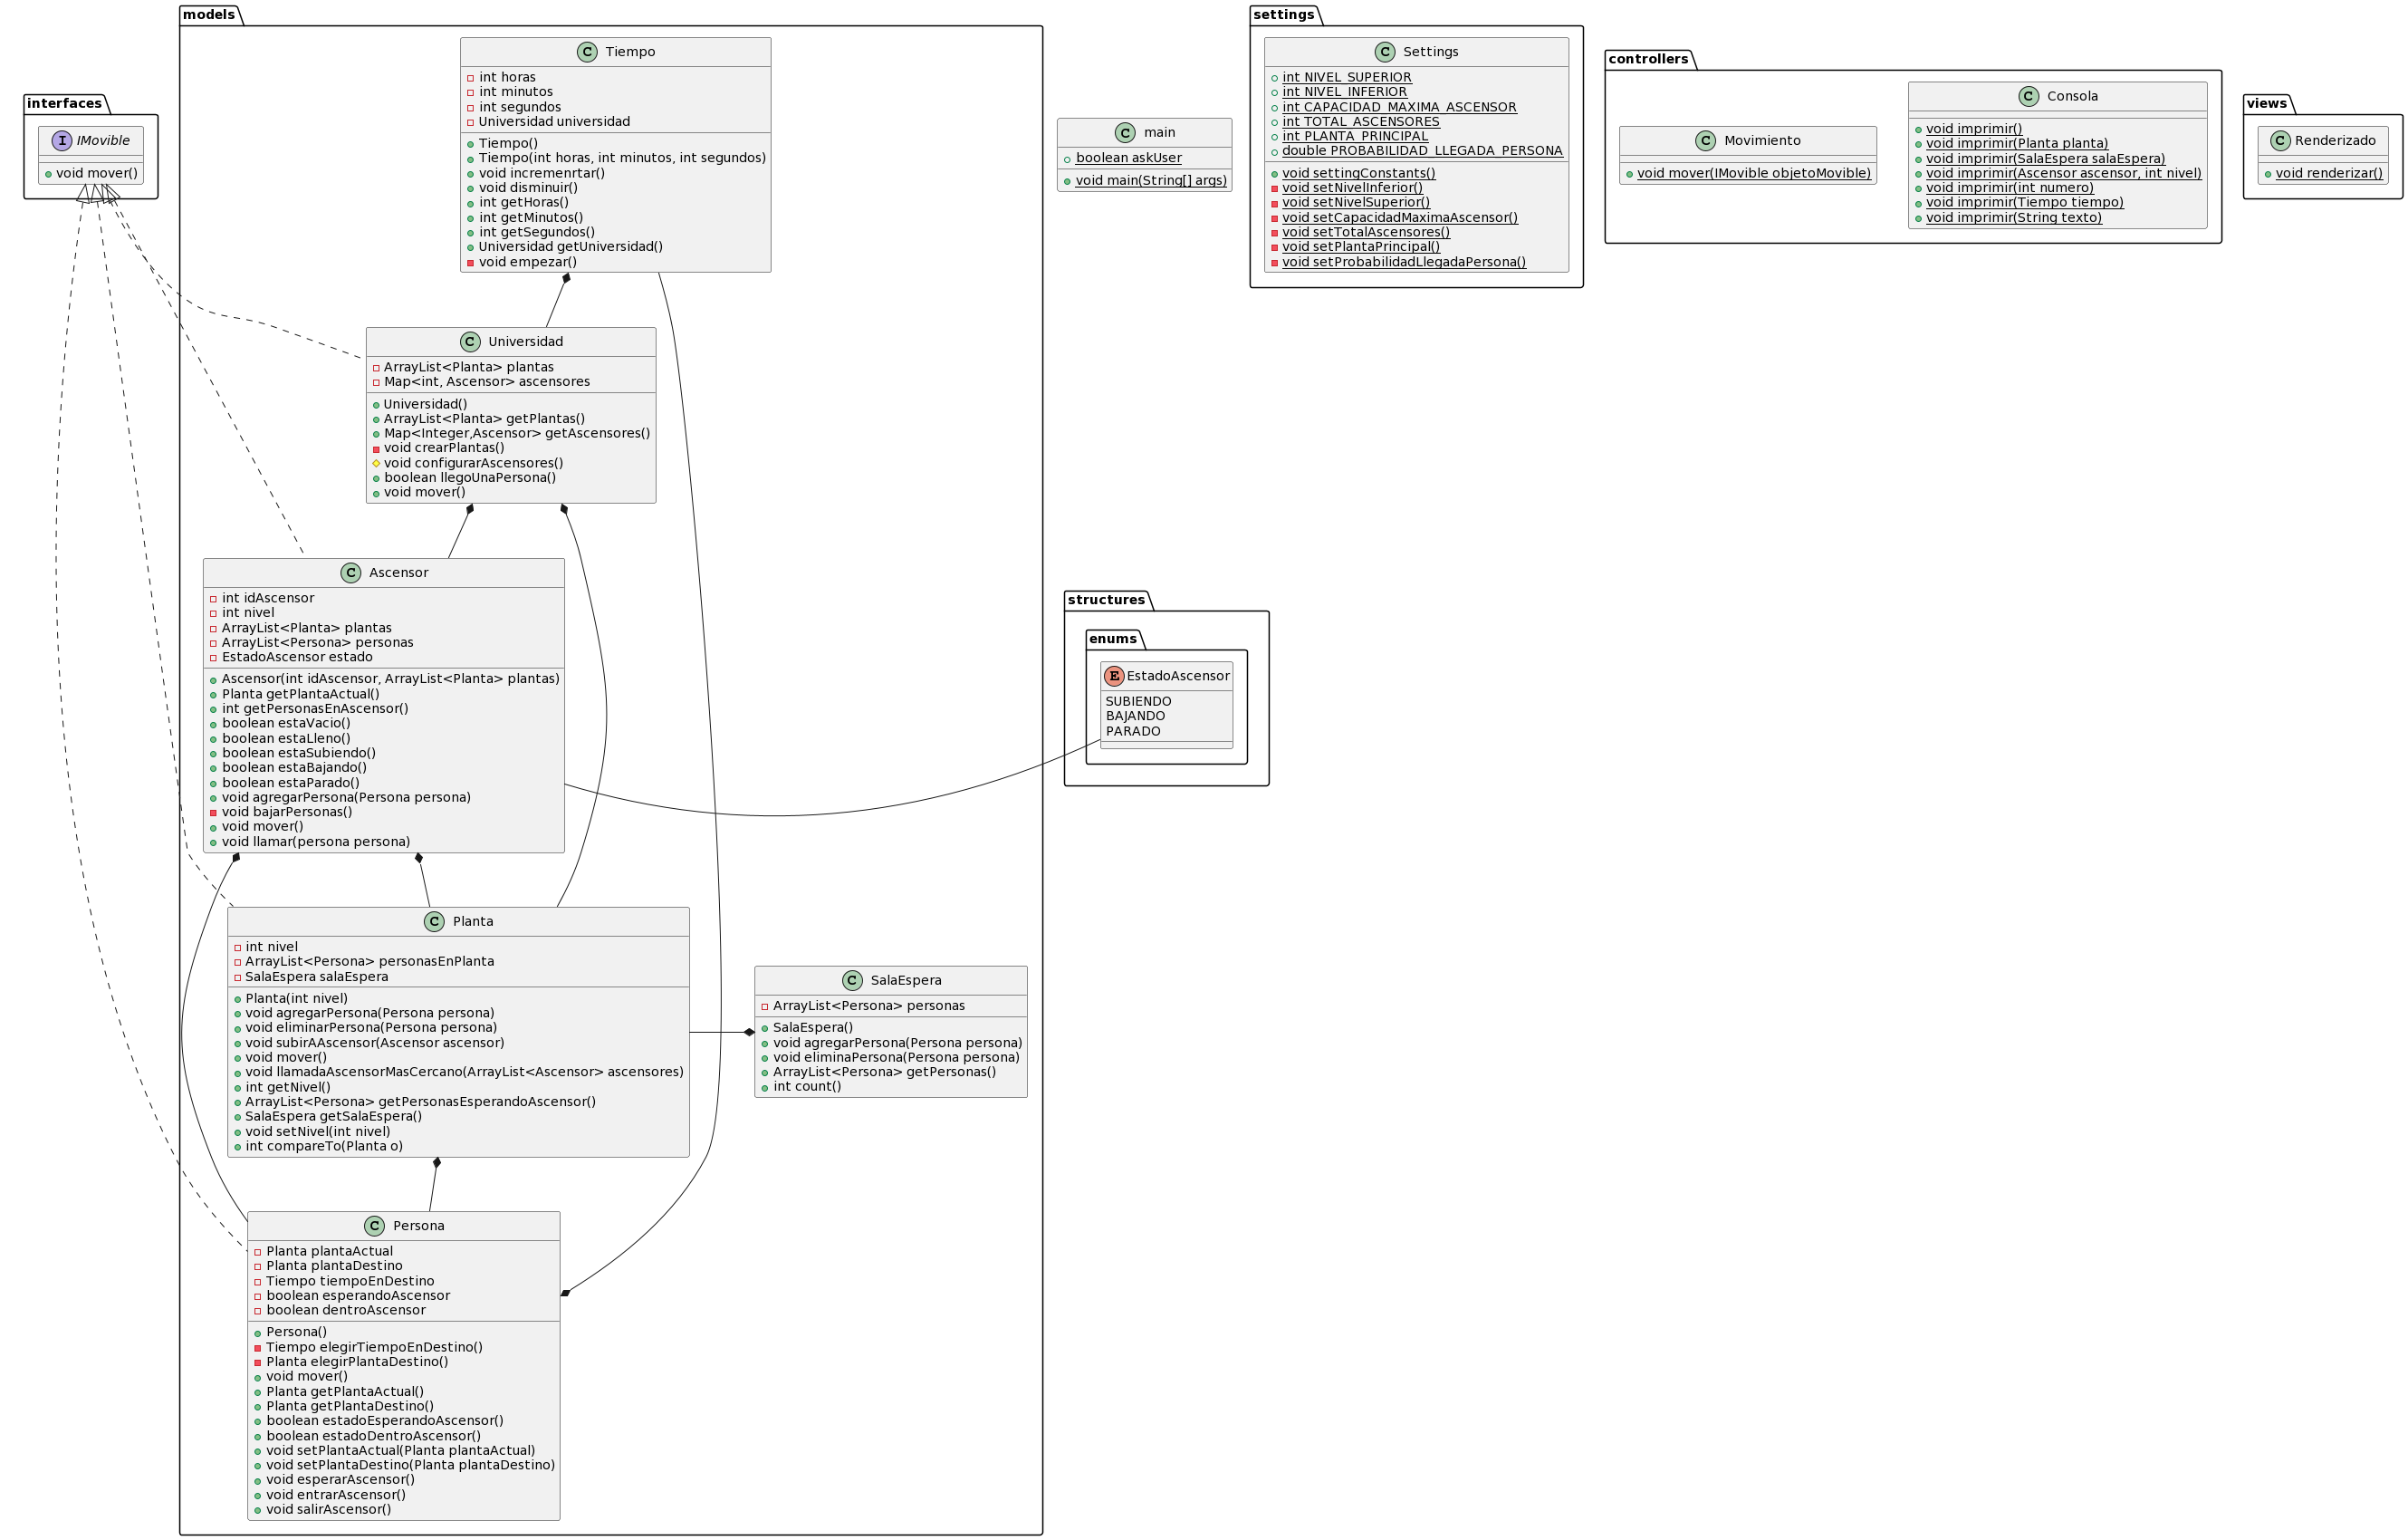 models
Tiempo
int horas
int minutos
int segundos
Universidad universidad
Tiempo()
Tiempo(int horas, int minutos, int segundos)
void incremenrtar()
void disminuir()
int getHoras()
int getMinutos()
int getSegundos()
Universidad getUniversidad()
void empezar()
interfaces
IMovible
void mover()
Universidad
ArrayList<Planta> plantas
Map<int, Ascensor> ascensores
Universidad()
ArrayList<Planta> getPlantas()
Map<Integer,Ascensor> getAscensores()
void crearPlantas()
void configurarAscensores()
boolean llegoUnaPersona()
void mover()
Ascensor
int idAscensor
int nivel
ArrayList<Planta> plantas
ArrayList<Persona> personas
EstadoAscensor estado
Ascensor(int idAscensor, ArrayList<Planta> plantas)
Planta getPlantaActual()
int getPersonasEnAscensor()
boolean estaVacio()
boolean estaLleno()
boolean estaSubiendo()
boolean estaBajando()
boolean estaParado()
void agregarPersona(Persona persona)
void bajarPersonas()
void mover()
void llamar(persona persona)
Planta
int nivel
ArrayList<Persona> personasEnPlanta
SalaEspera salaEspera
Planta(int nivel)
void agregarPersona(Persona persona)
void eliminarPersona(Persona persona)
void subirAAscensor(Ascensor ascensor)
void mover()
void llamadaAscensorMasCercano(ArrayList<Ascensor> ascensores)
int getNivel()
ArrayList<Persona> getPersonasEsperandoAscensor()
SalaEspera getSalaEspera()
void setNivel(int nivel)
int compareTo(Planta o)
SalaEspera
ArrayList<Persona> personas
SalaEspera()
void agregarPersona(Persona persona)
void eliminaPersona(Persona persona)
ArrayList<Persona> getPersonas()
int count()
Persona
Planta plantaActual
Planta plantaDestino
Tiempo tiempoEnDestino
boolean esperandoAscensor
boolean dentroAscensor
Persona()
Tiempo elegirTiempoEnDestino()
Planta elegirPlantaDestino()
void mover()
Planta getPlantaActual()
Planta getPlantaDestino()
boolean estadoEsperandoAscensor()
boolean estadoDentroAscensor()
void setPlantaActual(Planta plantaActual)
void setPlantaDestino(Planta plantaDestino)
void esperarAscensor()
void entrarAscensor()
void salirAscensor()
main
boolean askUser
void main(String[] args)
settings
Settings
int NIVEL_SUPERIOR
int NIVEL_INFERIOR
int CAPACIDAD_MAXIMA_ASCENSOR
int TOTAL_ASCENSORES
int PLANTA_PRINCIPAL
double PROBABILIDAD_LLEGADA_PERSONA
void settingConstants()
void setNivelInferior()
void setNivelSuperior()
void setCapacidadMaximaAscensor()
void setTotalAscensores()
void setPlantaPrincipal()
void setProbabilidadLlegadaPersona()
controllers
Movimiento
void mover(IMovible objetoMovible)
Consola
void imprimir()
void imprimir(Planta planta)
void imprimir(SalaEspera salaEspera)
void imprimir(Ascensor ascensor, int nivel)
void imprimir(int numero)
void imprimir(Tiempo tiempo)
void imprimir(String texto)
views
Renderizado
void renderizar()
structures
enums
EstadoAscensor
SUBIENDO
BAJANDO
PARADO